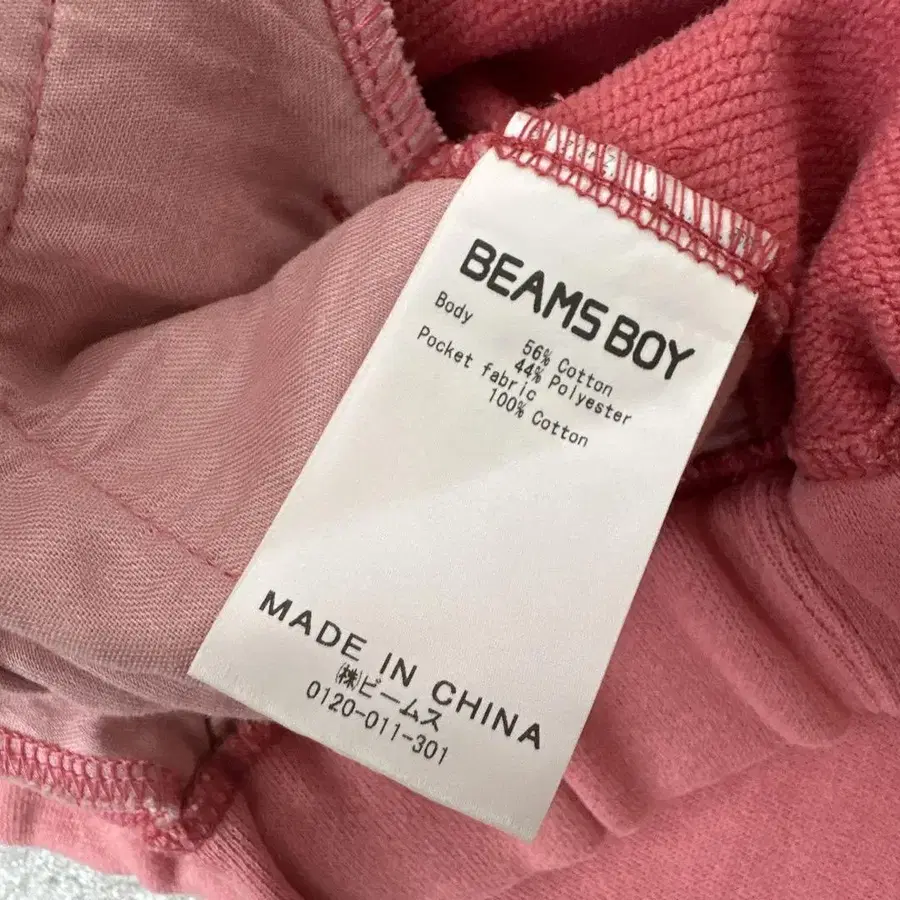 BEAMS BOY
Body
56% Cotton
44% Polyester
Pocket fabric
100% Cotton
MADE IN CHINA
㈱ビームス
0120-011-301